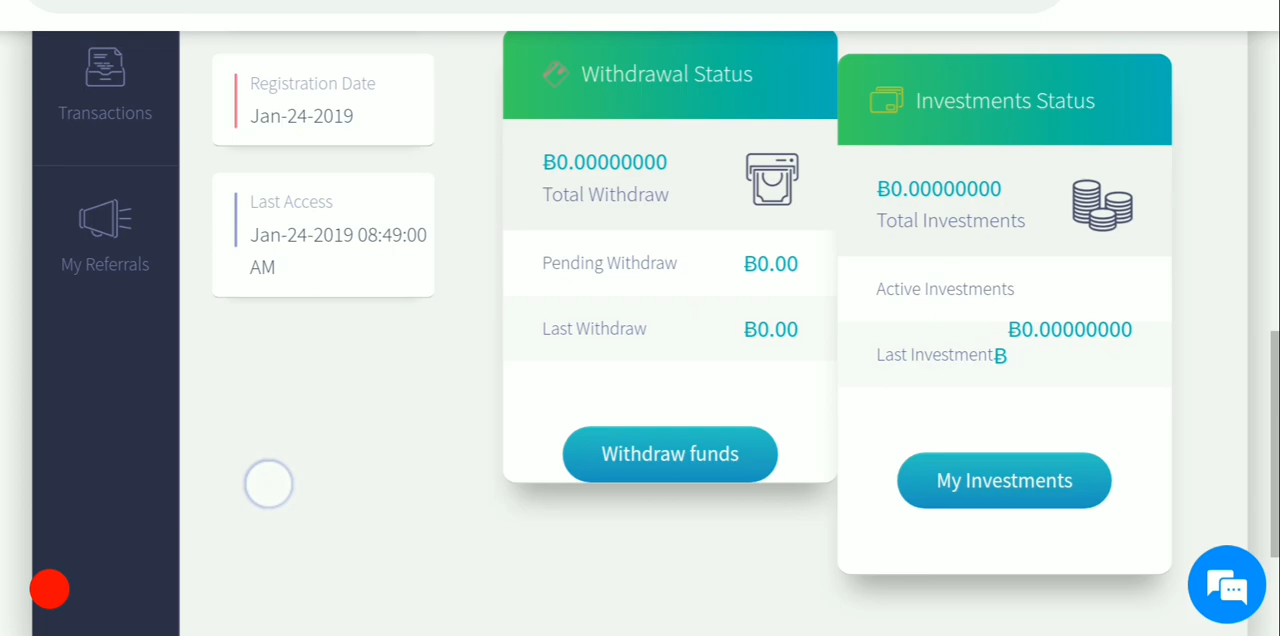 Transactions
My Referrals
Registration Date
Jan-24-2019
Last Access
Jan-24-2019 08:49:00
AM
Withdrawal Status
Ƀ0.00000000
Total Withdraw
Pending Withdraw Ƀ0.00
Last Withdraw Ƀ0.00
Withdraw funds
Investments Status
Ƀ0.00000000
Total Investments
Active Investments
Ƀ0.00000000
Last Investment Ƀ
My Investments